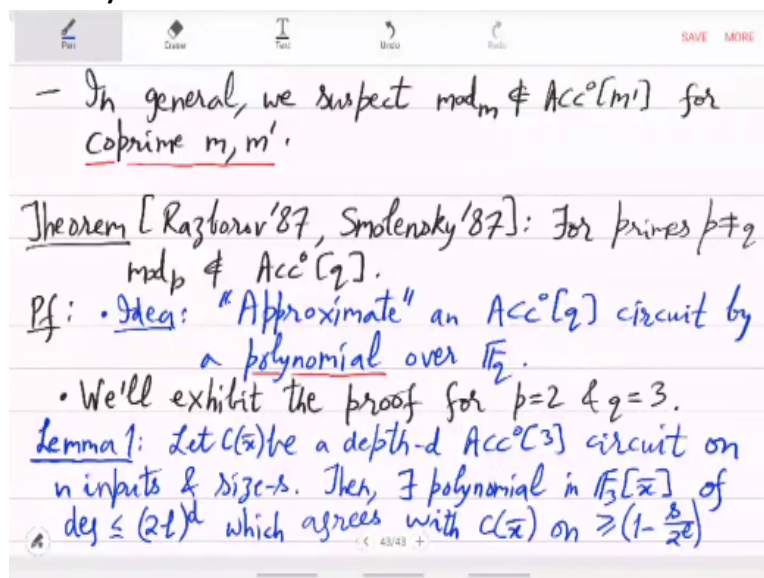 Pen Eraser Text Undo Redo SAVE MORE
- In general, we suspect mod_m ∉ Acc⁰[m'] for
coprime m, m'.
Theorem [Razborov'87, Smolensky'87]: For primes p≠q
mod_p ∉ Acc⁰[q].
Pf: • Idea: "Approximate" an Acc⁰[q] circuit by
a polynomial over 𝔽_q.
• We'll exhibit the proof for p=2 & q=3.
Lemma 1: Let C(x̄) be a depth-d Acc⁰[3] circuit on
n inputs & size-s. Then, ∃ polynomial in 𝔽₃[x̄] of
deg ≤ (2ℓ)^d which agrees with C(x̄) on ≥ (1 - s/2^ℓ)
< 43/43 +